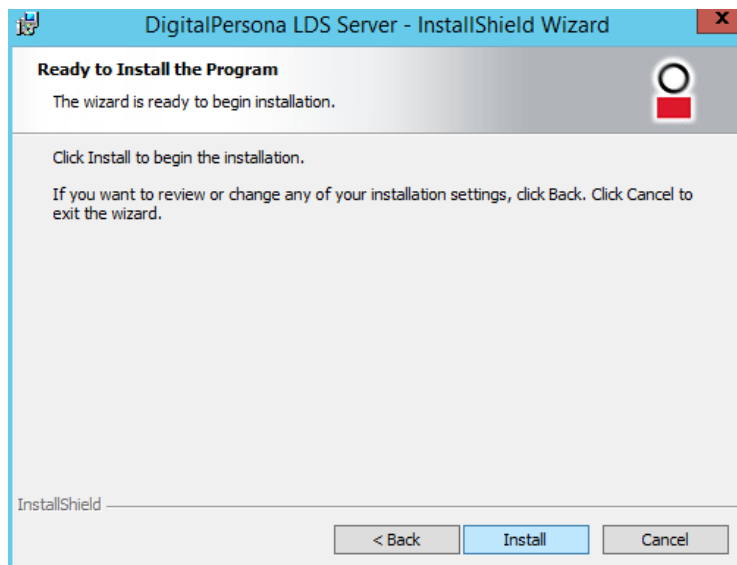 DigitalPersona LDS Server - InstallShield Wizard
x
Ready to Install the Program
The wizard is ready to begin installation.
Click Install to begin the installation.
If you want to review or change any of your installation settings, click Back. Click Cancel to
exit the wizard.
InstallShield
< Back
Install
Cancel